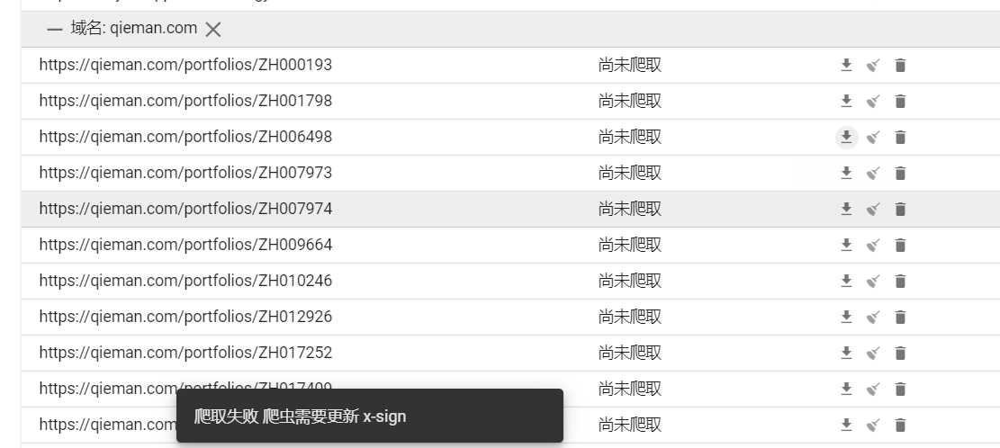 域名: qieman.com
https://qieman.com/portfolios/ZH000193 尚未爬取
https://qieman.com/portfolios/ZH001798 尚未爬取
https://qieman.com/portfolios/ZH006498 尚未爬取
https://qieman.com/portfolios/ZH007973 尚未爬取
https://qieman.com/portfolios/ZH007974 尚未爬取
https://qieman.com/portfolios/ZH009664 尚未爬取
https://qieman.com/portfolios/ZH010246 尚未爬取
https://qieman.com/portfolios/ZH012926 尚未爬取
https://qieman.com/portfolios/ZH017252 尚未爬取
https://qieman.com/portfolios/ZH017409 尚未爬取
爬取失败 爬虫需要更新 x-sign
https://qieman.com 尚未爬取